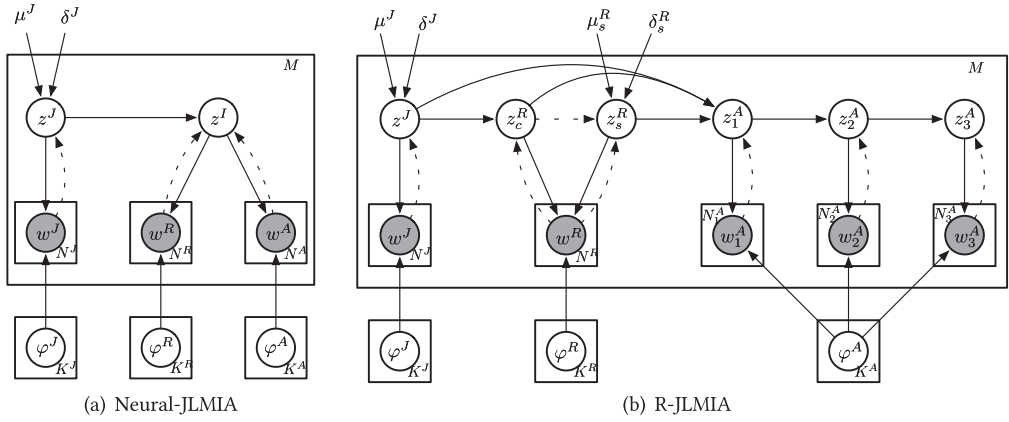 μ^J δ^J μ^J δ^J μ_s^R δ_s^R
M M
z^J z^I z^J z_c^R z_s^R z_1^A z_2^A z_3^A
w^J N^J w^R N^R w^A N^A w^J N^J w^R N^R N_1^A w_1^A N_2^A w_2^A N_3^A w_3^A
φ^J K^J φ^R K^R φ^A K^A φ^J K^J φ^R K^R φ^A K^A
(a) Neural-JLMIA (b) R-JLMIA